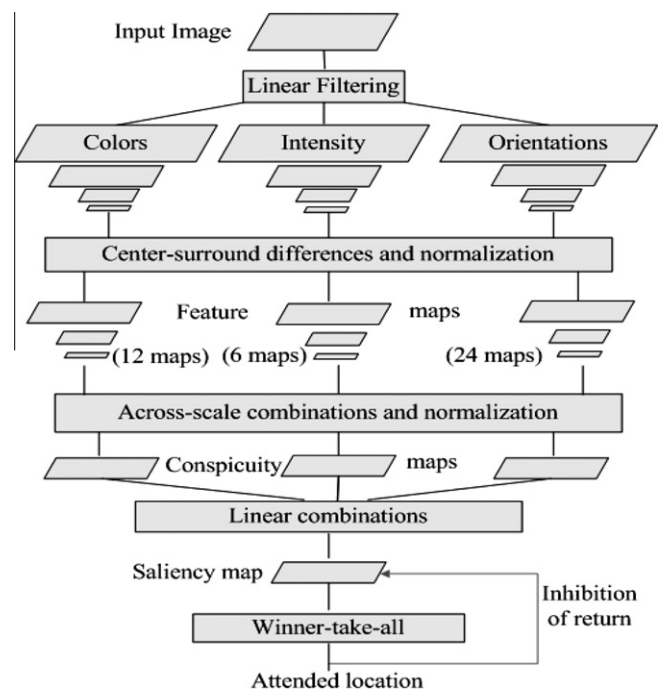 Input Image
Linear Filtering
Colors
Intensity
Orientations
Center-surround differences and normalization
Feature
maps
(12 maps)
(6 maps)
(24 maps)
Across-scale combinations and normalization
Conspicuity
maps
Linear combinations
Saliency map
Inhibition
of return
Winner-take-all
Attended location